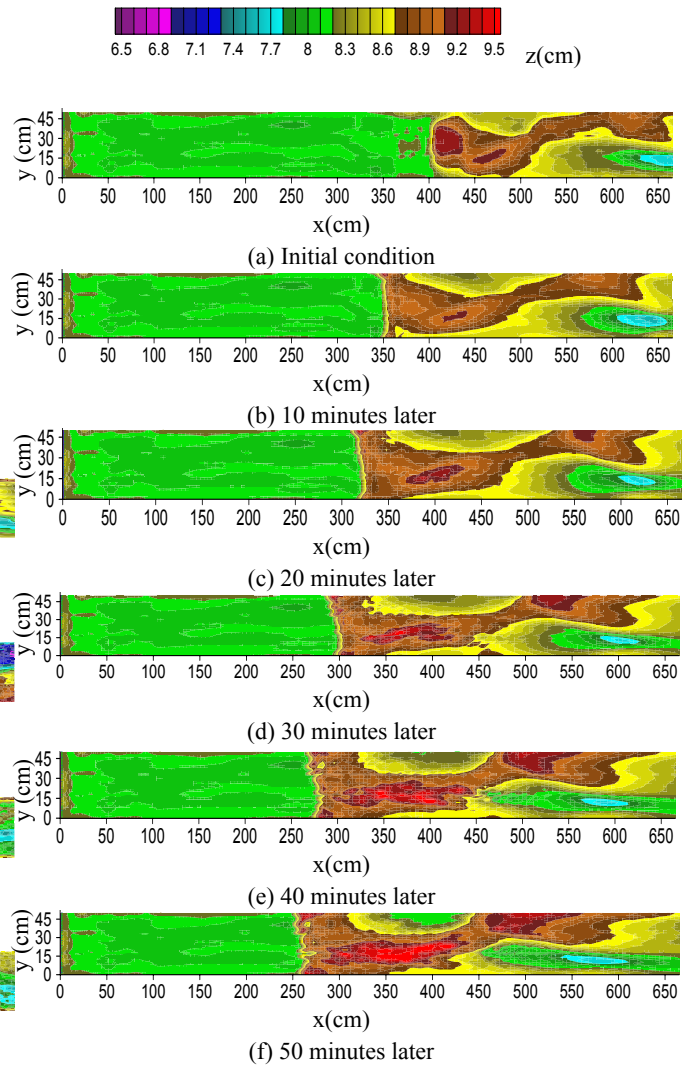 6.5 6.8 7.1 7.4 7.7 8 8.3 8.6 8.9 9.2 9.5
z(cm)
45
30
15
0
y (cm)
0 50 100 150 200 250 300 350 400 450 500 550 600 650
x(cm)
(a) Initial condition
45
30
15
0
y (cm)
0 50 100 150 200 250 300 350 400 450 500 550 600 650
x(cm)
(b) 10 minutes later
45
30
15
0
y (cm)
0 50 100 150 200 250 300 350 400 450 500 550 600 650
x(cm)
(c) 20 minutes later
45
30
15
0
y (cm)
0 50 100 150 200 250 300 350 400 450 500 550 600 650
x(cm)
(d) 30 minutes later
45
30
15
0
y (cm)
0 50 100 150 200 250 300 350 400 450 500 550 600 650
x(cm)
(e) 40 minutes later
45
30
15
0
y (cm)
0 50 100 150 200 250 300 350 400 450 500 550 600 650
x(cm)
(f) 50 minutes later